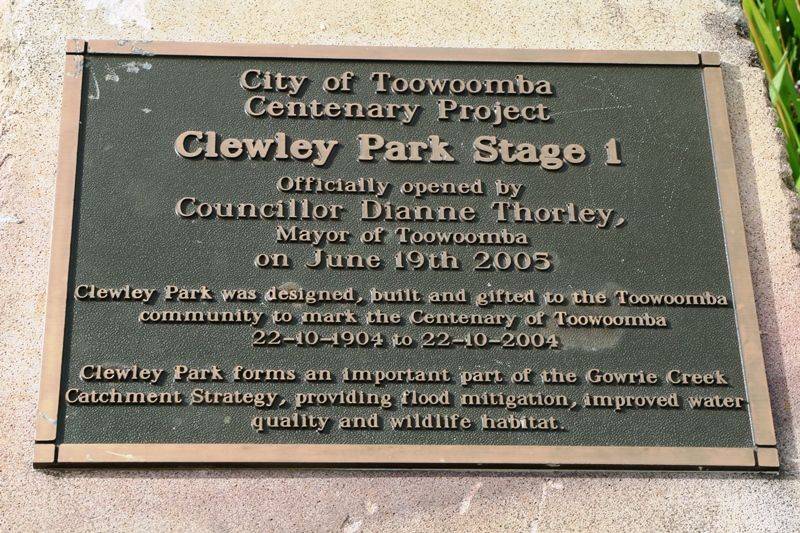 City of Toowoomba
Centenary Project
Clewley Park Stage 1
Officially opened by
Councillor Dianne Thorley,
Mayor of Toowoomba
on June 19th 2005
Clewley Park was designed, built and gifted to the Toowoomba
community to mark the Centenary of Toowoomba
22-10-1904 to 22-10-2004
Clewley Park forms an important part of the Gowrie Creek
Catchment Strategy, providing flood mitigation, improved water
quality and wildlife habitat.